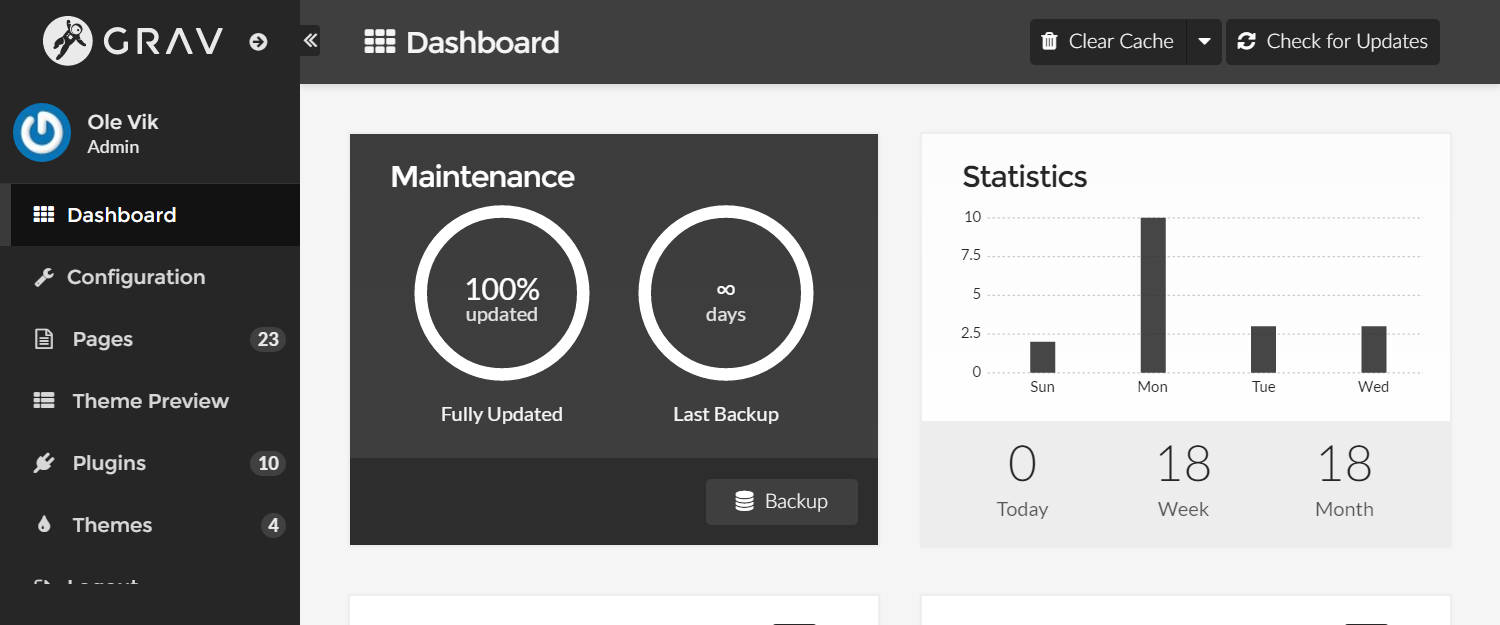 GRAV
Ole Vik
Admin
Dashboard
Configuration
Pages 23
Theme Preview
Plugins 10
Themes 4
Logout
Dashboard
Clear Cache
Check for Updates
Maintenance
100%
updated
∞
days
Fully Updated
Last Backup
Backup
Statistics
10
7.5
5
2.5
0
Sun Mon Tue Wed
0 18 18
Today Week Month